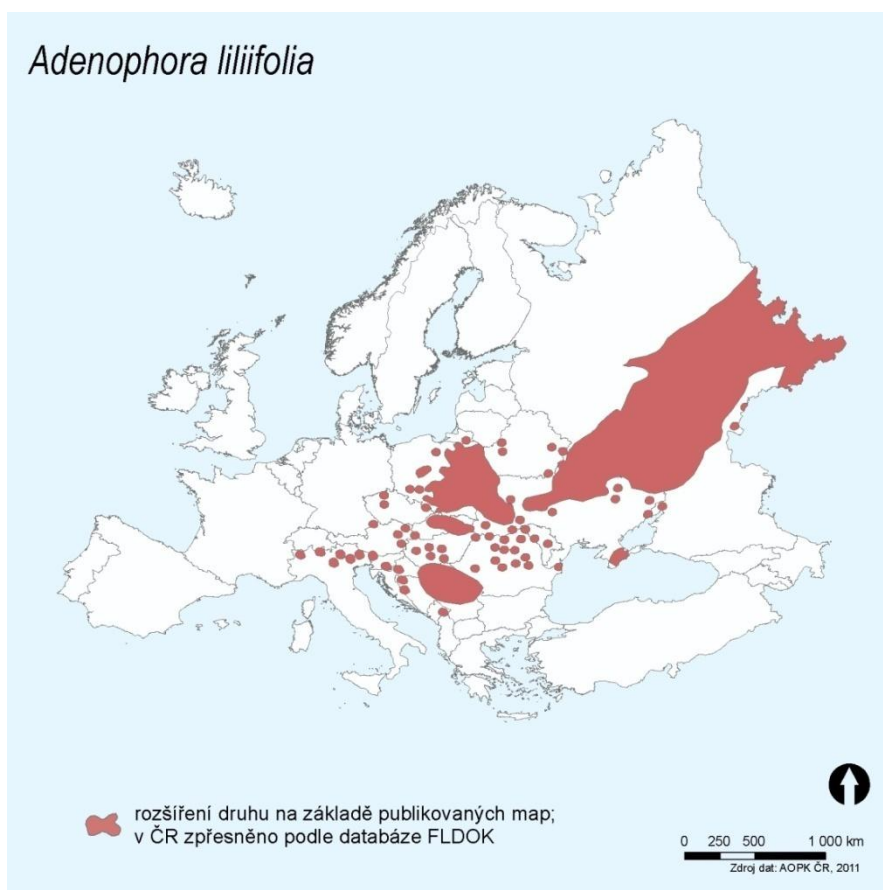 Adenophora liliifolia
rozšíření druhu na základě publikovaných map;
v ČR zpřesněno podle databáze FLDOK
0 250 500 1 000 km
Zdroj dat: AOPK ČR, 2011